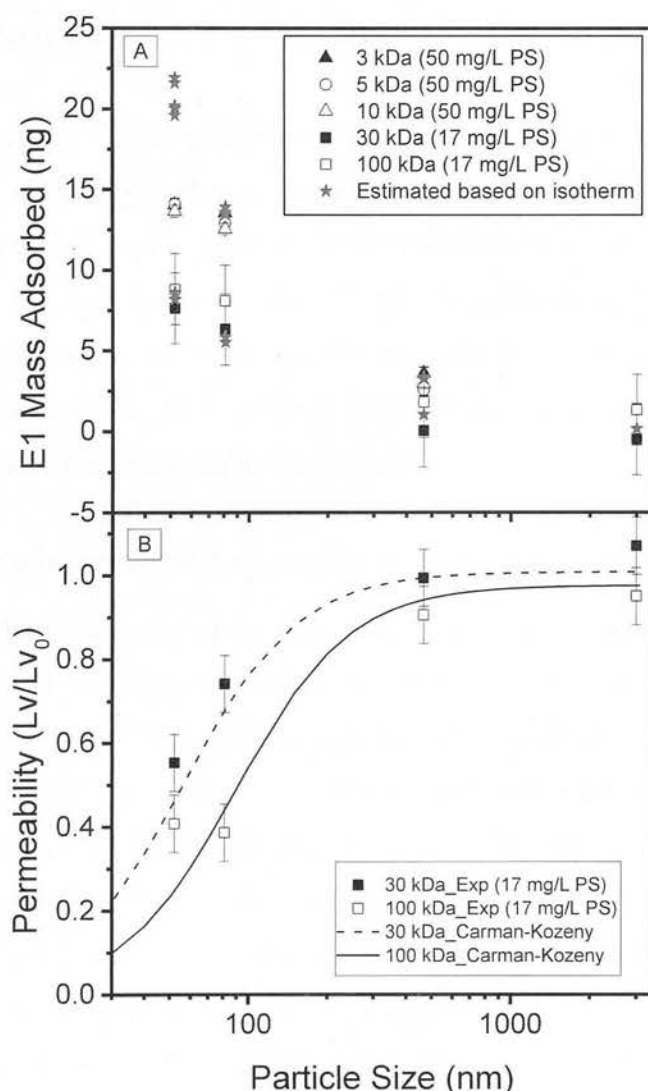 A
25
20
15
10
5
0
-5
E1 Mass Adsorbed (ng)
3 kDa (50 mg/L PS)
5 kDa (50 mg/L PS)
10 kDa (50 mg/L PS)
30 kDa (17 mg/L PS)
100 kDa (17 mg/L PS)
Estimated based on isotherm
B
1.0
0.8
0.6
0.4
0.2
0.0
Permeability (Lv/Lv₀)
30 kDa_Exp (17 mg/L PS)
100 kDa_Exp (17 mg/L PS)
30 kDa_Carman-Kozeny
100 kDa_Carman-Kozeny
100
1000
Particle Size (nm)